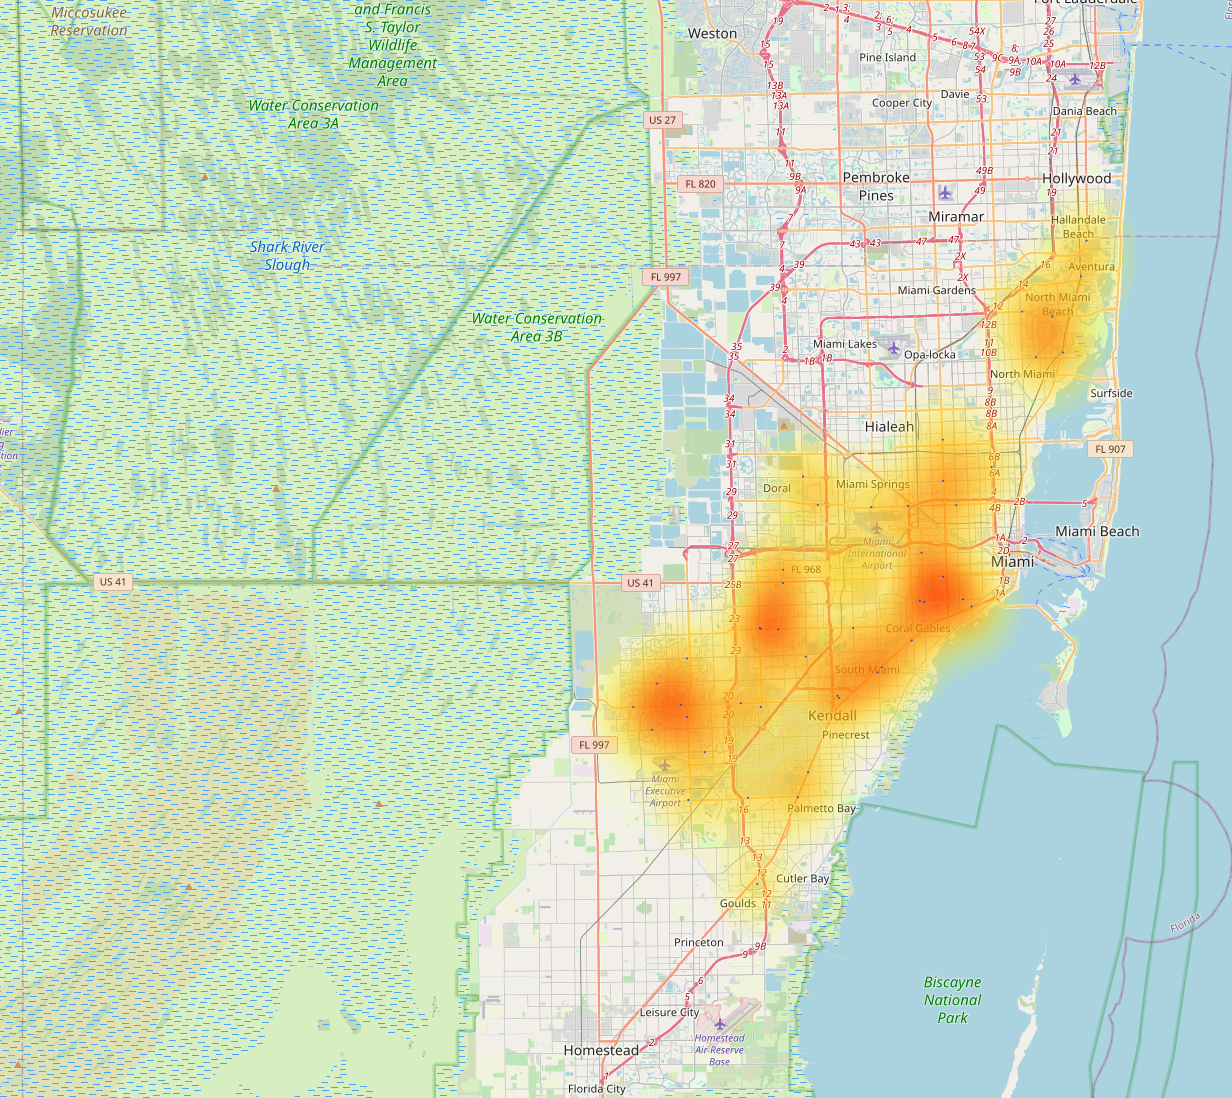 Miccosukee
Reservation
and Francis
S. Taylor
Wildlife
Management
Area
Water Conservation
Area 3A
Weston
Fort Lauderdale
Pine Island
Davie
Cooper City
Dania Beach
US 27
FL 820
Pembroke
Pines
Hollywood
Miramar
Hallandale
Beach
Shark River
Slough
FL 997
Aventura
Miami Gardens
North Miami
Beach
Water Conservation
Area 3B
Miami Lakes
Opa-locka
North Miami
Surfside
Hialeah
FL 907
Doral
Miami Springs
Miami
International
Airport
Miami Beach
Miami
FL 968
US 41
US 41
Coral Gables
South Miami
Kendall
Pinecrest
FL 997
Miami
Executive
Airport
Palmetto Bay
Cutler Bay
Goulds
Princeton
Florida
Biscayne
National
Park
Leisure City
Homestead
Homestead
Air Reserve
Base
Florida City